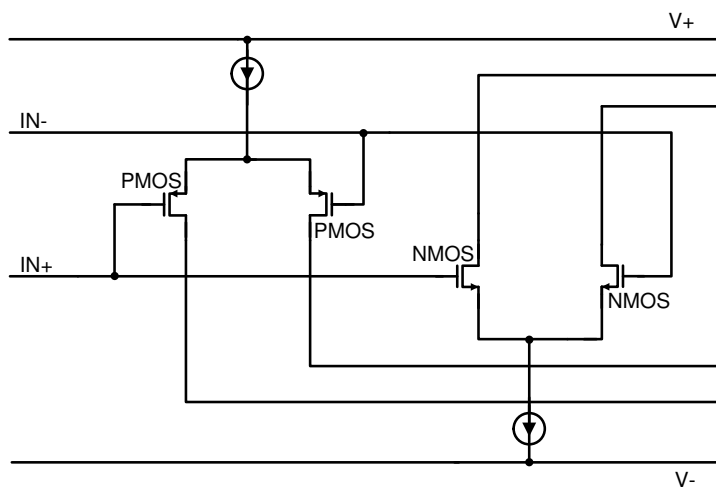 V+
IN-
PMOS
PMOS
NMOS
IN+
NMOS
V-